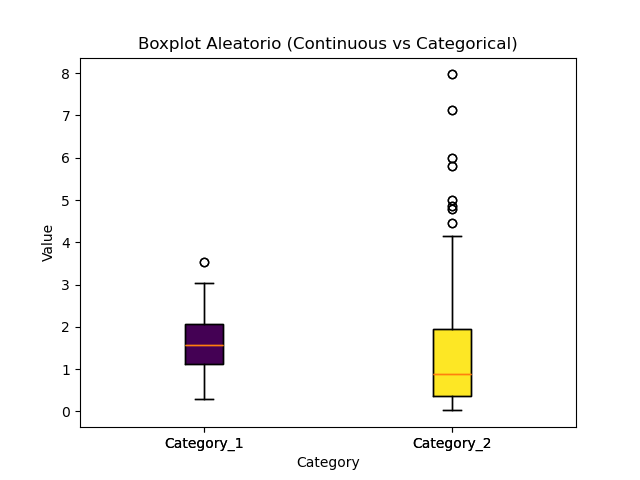 Boxplot Aleatorio (Continuous vs Categorical)
8
7
6
5
4
3
2
1
0
Value
Category_1
Category_2
Category